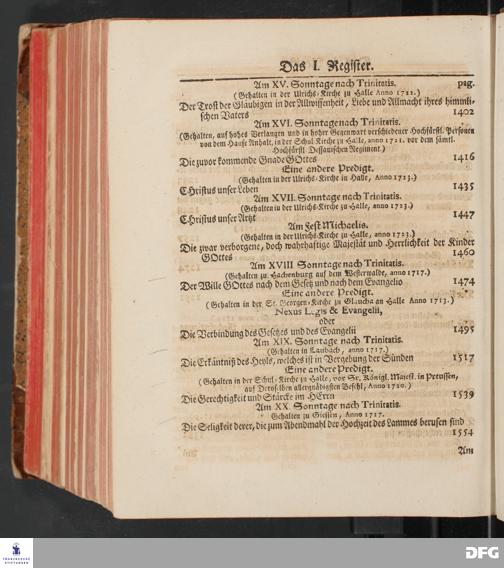 Das I. Register.
Am XV. Sonntage nach Trinitatis. pag.
(Gehalten in der Ulrichs-Kirche zu Halle Anno 1722.)
Der Trost der Gläubigen in der Allwissenheit, Liebe und Allmacht ihres himmli-
schen Vaters 1402
Am XVI. Sonntage nach Trinitatis.
(Gehalten, auf hohes Verlangen und in hoher Gegenwart verschiedener Hochfürstl. Personen
von dem Hause Anhalt, in der Schul-Kirche zu Halle, anno 1721. vor dem sämtl.
Hochfürstl. Dessauischen Regiment.)
Die zuvor kommende Gnade GOttes 1416
Eine andere Predigt.
(Gehalten in der Ulrichs-Kirche in Halle, Anno 1723.)
CHristus unser Leben 1435
Am XVII. Sonntage nach Trinitatis.
(Gehalten in der Ulrichs-Kirche zu Halle, anno 1723.)
CHristus unser Artzt 1447
Am Fest Michaelis.
(Gehalten in der Ulrichs-Kirche zu Halle, anno 1723.)
Die zwar verborgene, doch wahrhaftige Majestät und Herrlichkeit der Kinder
GOttes 1460
Am XVIII Sonntage nach Trinitatis.
(Gehalten zu Hachenburg auf dem Westerwalde, anno 1717.)
Der Wille GOttes nach dem Gesetz und nach dem Evangelio 1474
Eine andere Predigt.
(Gehalten in der St. Georgen-Kirche zu Glaucha an Halle Anno 1713.)
Nexus Legis & Evangelii,
oder
Die Verbindung des Gesetzes und des Evangelii 1495
Am XIX. Sonntage nach Trinitatis.
(Gehalten in Laubach, anno 1717.)
Die Erkäntniß des Heyls, welches ist in Vergebung der Sünden 1517
Eine andere Predigt.
(Gehalten in der Schul-Kirche zu Halle, vor Sr. Königl. Majest. in Preussen,
auf Deroselben allergnädigsten Befehl, Anno 1720.)
Die Gerechtigkeit und Stärcke im HErrn 1539
Am XX. Sonntage nach Trinitatis.
Gehalten zu Giessen, Anno 1717.
Die Seligkeit derer, die zum Abendmahl der Hochzeit des Lammes berufen sind
1554
Am
FRANCKESCHE
STIFTUNGEN
DFG